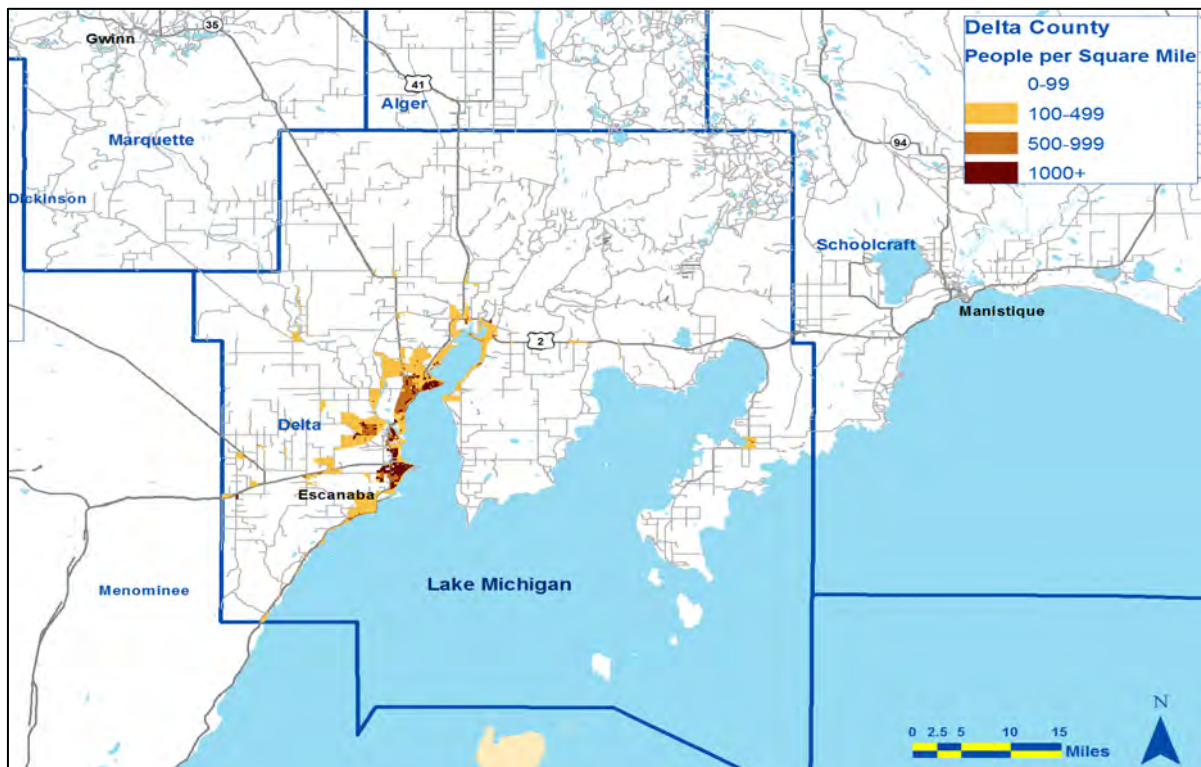 Delta County
People per Square Mile
0-99
100-499
500-999
1000+
Gwinn
35
41
Alger
Marquette
94
Dickinson
Schoolcraft
Manistique
2
Delta
Escanaba
Menominee
Lake Michigan
N
0 2.5 5 10 15
Miles